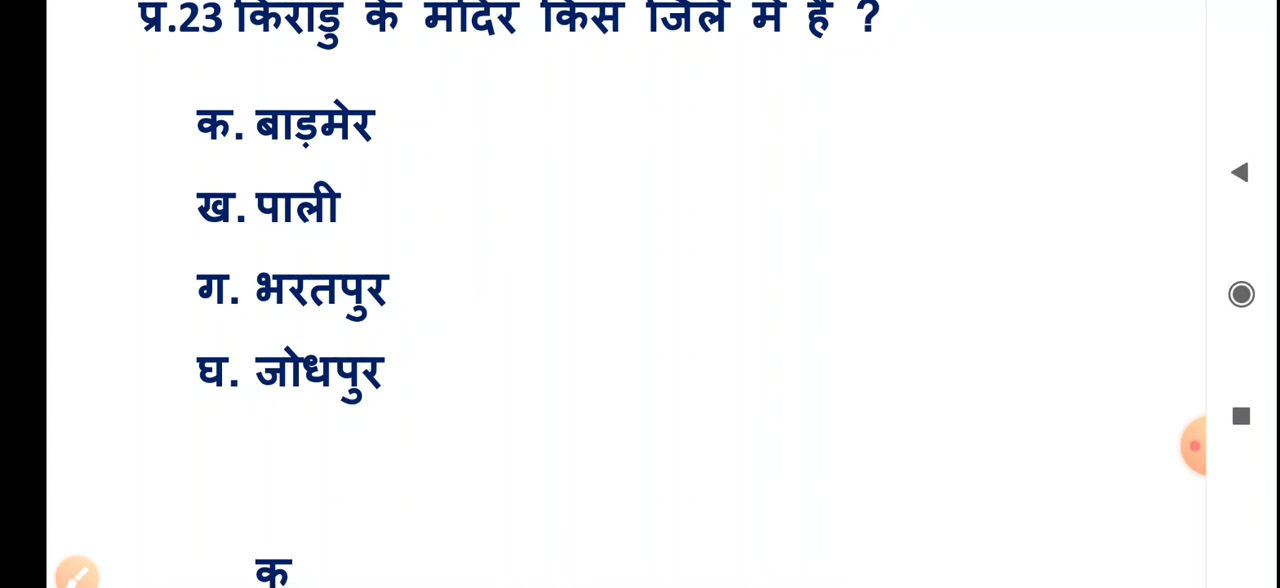 प्र.23 किराडु के मंदिर किस जिले में है ?
क. बाड़मेर
ख. पाली
ग. भरतपुर
घ. जोधपुर
क